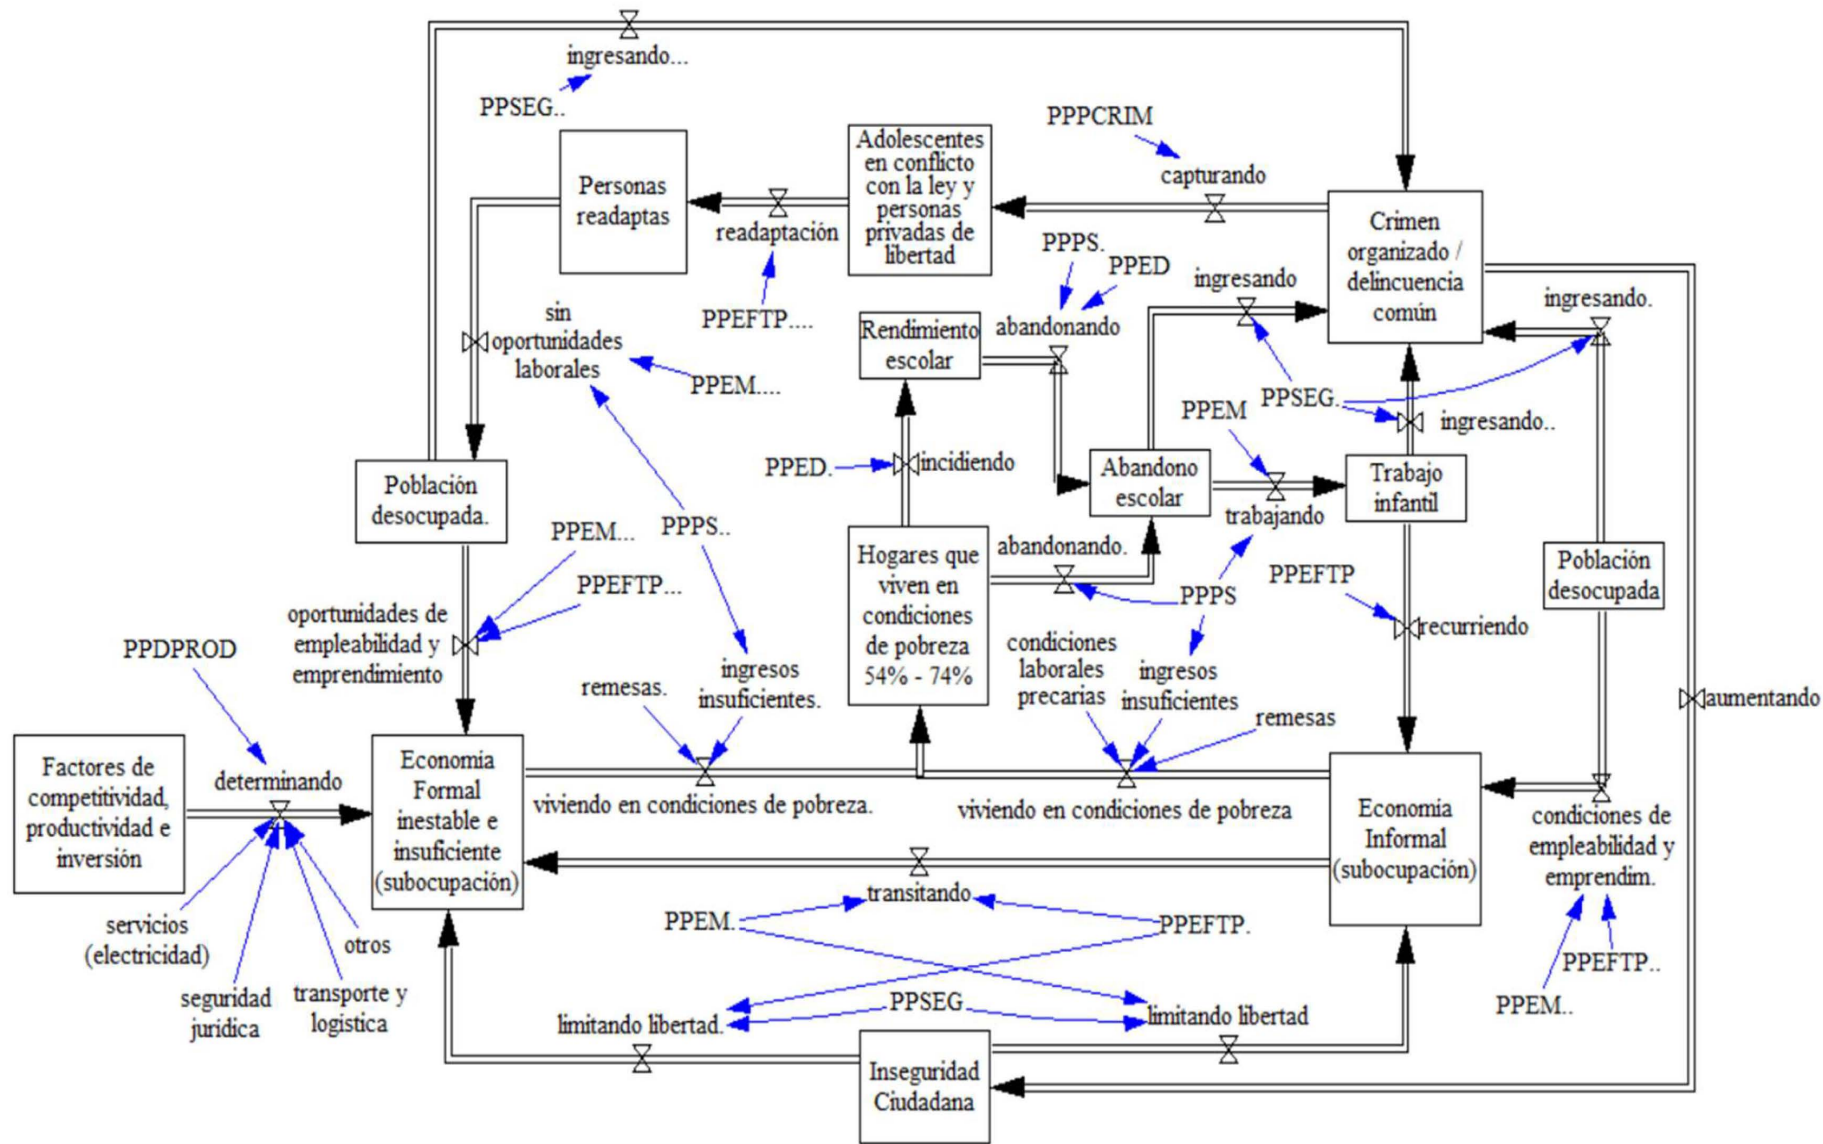 ingresando...
PPSEG..
Personas
readaptas
Adolescentes
en conflicto
con la ley y
personas
privadas de
libertad
PPPCRIM
capturando
Crimen
organizado /
delincuencia
común
readaptación
PPEFTP....
PPPS.
PPED
abandonando
ingresando
ingresando.
sin
oportunidades
laborales
PPEM....
Rendimiento
escolar
PPSEG.
PPEM
ingresando..
PPED.
incidiendo
Abandono
escolar
Trabajo
infantil
trabajando
Población
desocupada.
PPEM...
PPPS..
PPEFTP...
Hogares que
viven en
condiciones
de pobreza
54% - 74%
abandonando.
PPPS
PPEFTP
recurriendo
Población
desocupada
oportunidades de
empleabilidad y
emprendimiento
PPDPROD
remesas.
ingresos
insuficientes.
condiciones
laborales
precarias
ingresos
insuficientes
remesas
aumentando
Factores de
competitividad,
productividad e
inversión
determinando
Economía
Formal
inestable e
insuficiente
(subocupación)
viviendo en condiciones de pobreza.
viviendo en condiciones de pobreza
Economía
Informal
(subocupación)
condiciones de
empleabilidad y
emprendim.
servicios
(electricidad)
seguridad
jurídica
transporte y
logística
otros
transitando
PPEM.
PPEFTP.
PPEFTP..
PPEM..
limitando libertad.
PPSEG
limitando libertad
Inseguridad
Ciudadana